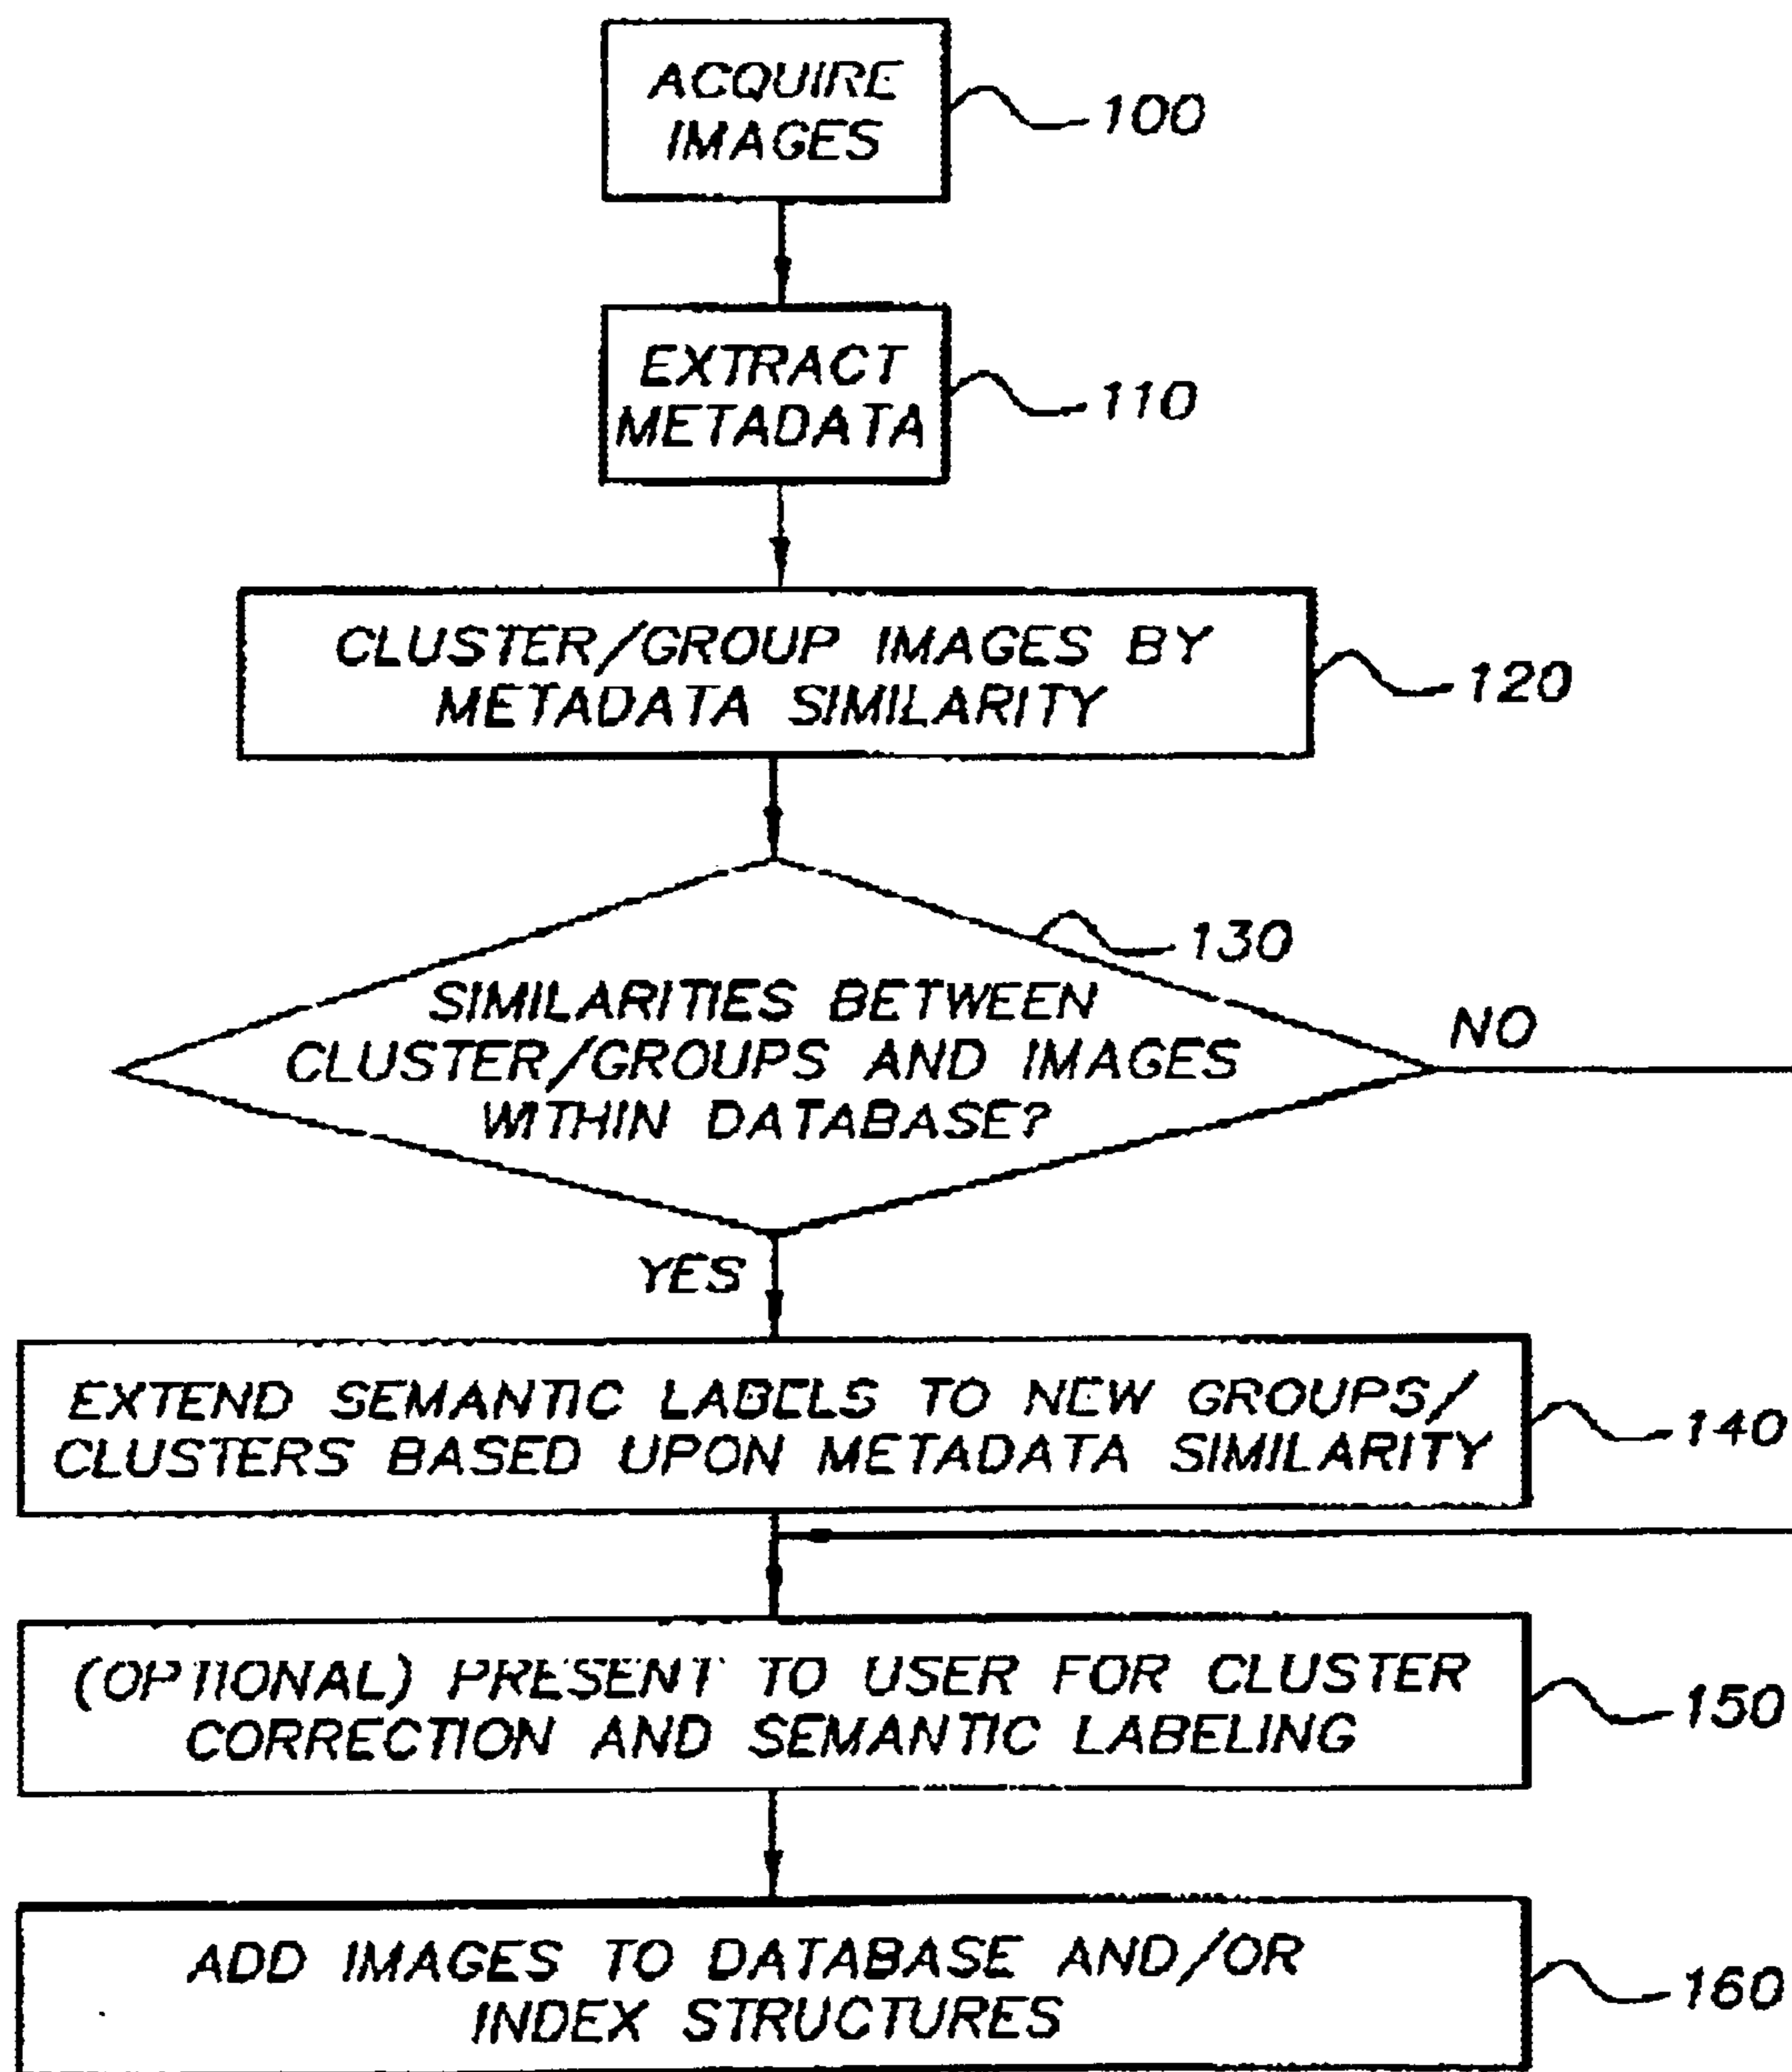 ACQUIRE
IMAGES
100
EXTRACT
METADATA
110
CLUSTER/GROUP IMAGES BY
METADATA SIMILARITY
120
130
SIMILARITIES BETWEEN
CLUSTER/GROUPS AND IMAGES
WITHIN DATABASE?
NO
YES
EXTEND SEMANTIC LABELS TO NEW GROUPS/
CLUSTERS BASED UPON METADATA SIMILARITY
140
(OPTIONAL) PRESENT TO USER FOR CLUSTER
CORRECTION AND SEMANTIC LABELING
150
ADD IMAGES TO DATABASE AND/OR
INDEX STRUCTURES
160